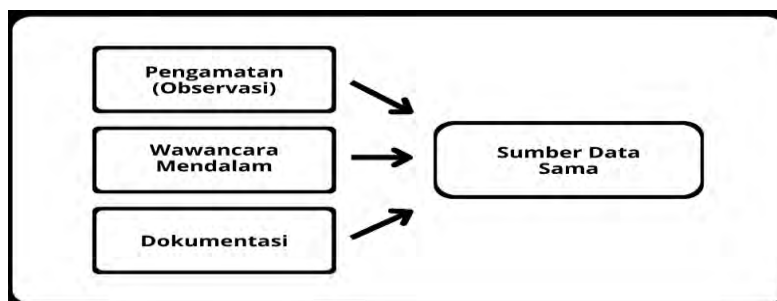 Pengamatan
(Observasi)
Wawancara
Mendalam
Dokumentasi
Sumber Data
Sama